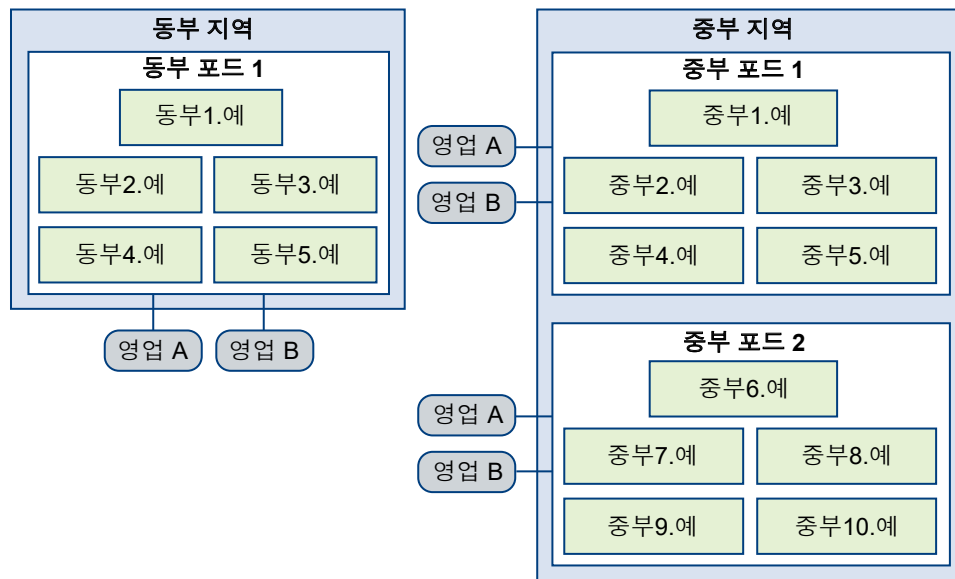 동부 지역
동부 포드 1
동부1.예
동부2.예
동부3.예
동부4.예
동부5.예
영업 A
영업 B
중부 지역
중부 포드 1
중부1.예
영업 A
중부2.예
중부3.예
영업 B
중부4.예
중부5.예
중부 포드 2
중부6.예
영업 A
중부7.예
중부8.예
영업 B
중부9.예
중부10.예